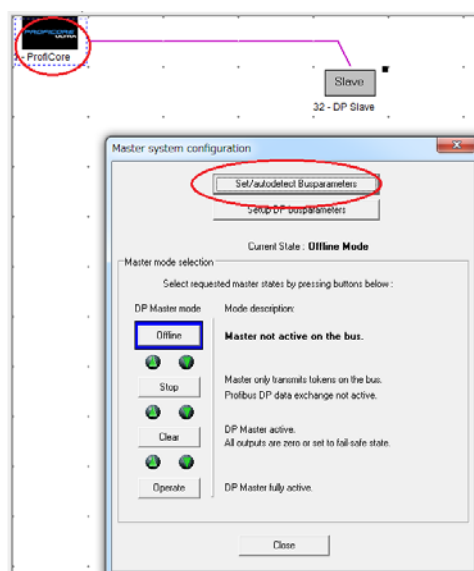 PROFICORE
ULTRA
- ProfiCore
Slave
32 - DP Slave
Master system configuration
Set/autodetect Busparameters
Setup DP busparameters
Current State : Offline Mode
Master mode selection
Select requested master states by pressing buttons below :
DP Master mode
Mode description:
Offline
Master not active on the bus.
Stop
Master only transmits tokens on the bus.
Profibus DP data exchange not active.
Clear
DP Master active.
All outputs are zero or set to fail-safe state.
Operate
DP Master fully active.
Close